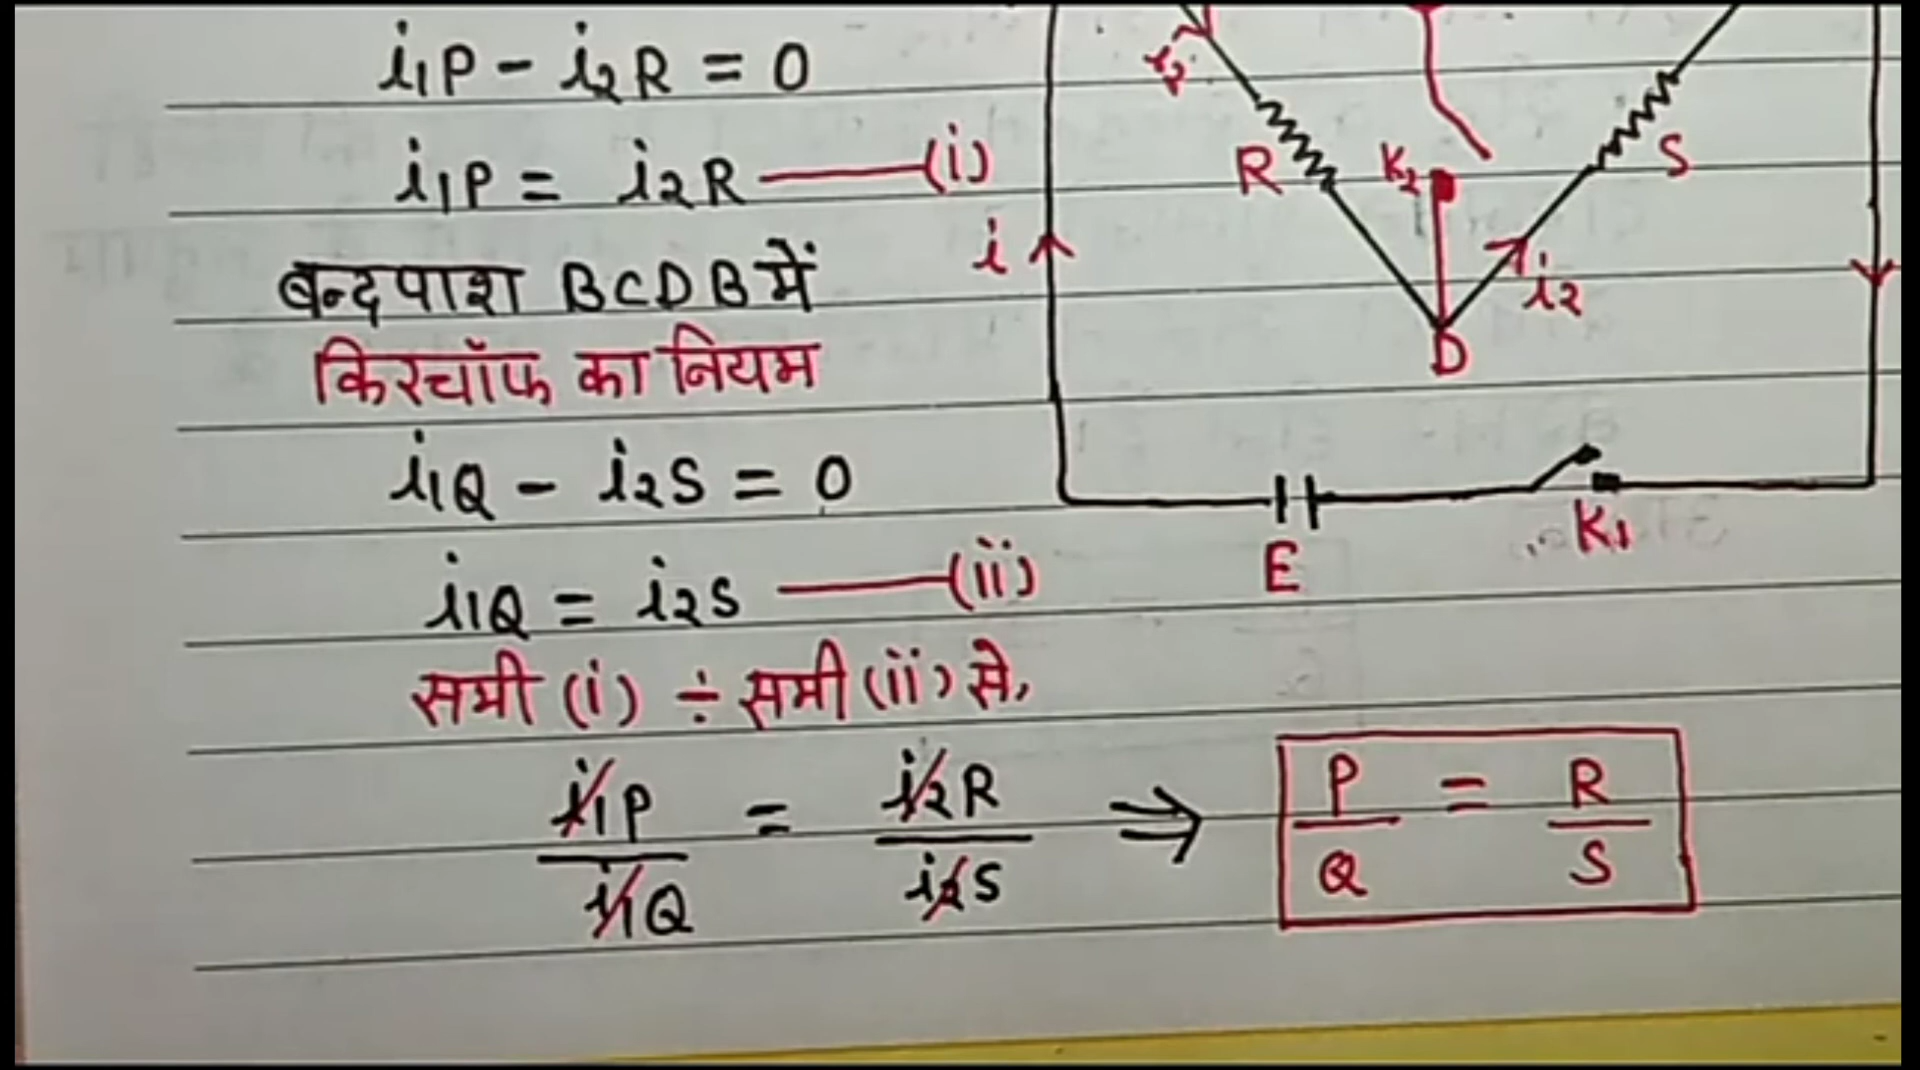 i₁P - i₂R = 0
i₁P = i₂R —(i)
बन्दपाश BCDB में
किरचॉफ का नियम
i₁Q - i₂S = 0
i₁Q = i₂S —(ii)
समी (i) ÷ समी (ii) से,
i₁P/i₁Q = i₂R/i₂S ⇒ P/Q = R/S
i₂
R
K₂
S
i
i₂
D
E
K₁